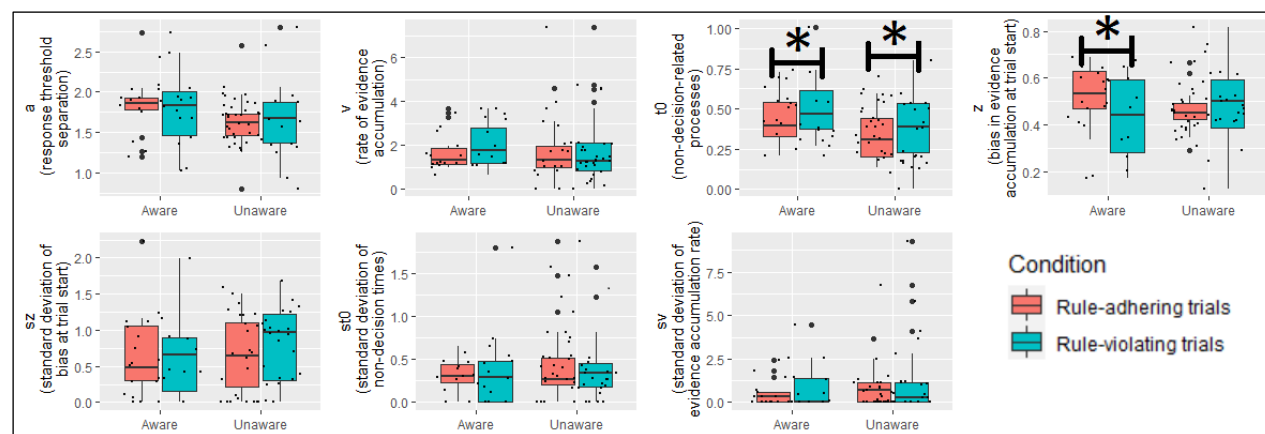 a
(response threshold
separation)
2.5
2.0
1.5
1.0
Aware
Unaware
v
(rate of evidence
accumulation)
6
4
2
0
Aware
Unaware
t0
(non-decision-related
processes)
1.00
0.75
0.50
0.25
0.00
*
*
Aware
Unaware
z
(bias in evidence
accumulation at trial start)
0.8
0.6
0.4
0.2
*
Aware
Unaware
sz
(standard deviation of
bias at trial start)
2.0
1.5
1.0
0.5
0.0
Aware
Unaware
st0
(standard deviation of
non-decision times)
1.5
1.0
0.5
0.0
Aware
Unaware
sv
(standard deviation of
evidence accumulation rate)
7.5
5.0
2.5
0.0
Aware
Unaware
Condition
Rule-adhering trials
Rule-violating trials